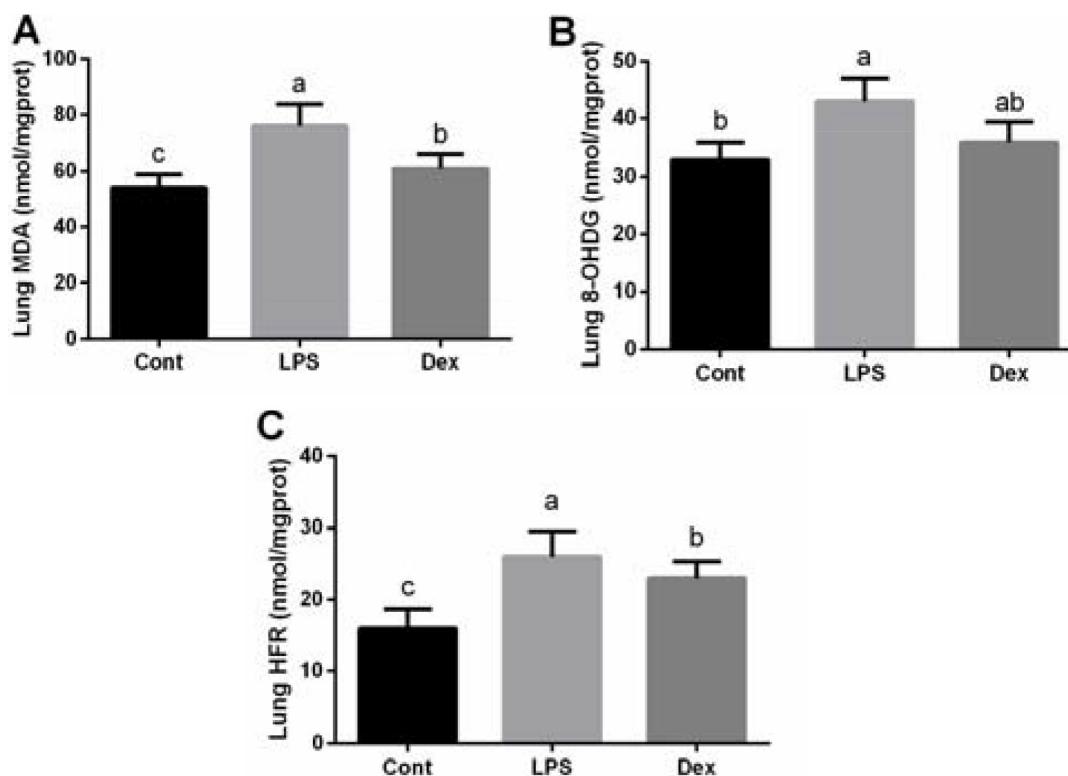 A
Lung MDA (nmol/mgprot)
100
80
60
40
20
0
c
a
b
Cont LPS Dex
B
Lung 8-OHDG (nmol/mgprot)
50
40
30
20
10
0
b
a
ab
Cont LPS Dex
C
Lung HFR (nmol/mgprot)
40
30
20
10
0
c
a
b
Cont LPS Dex